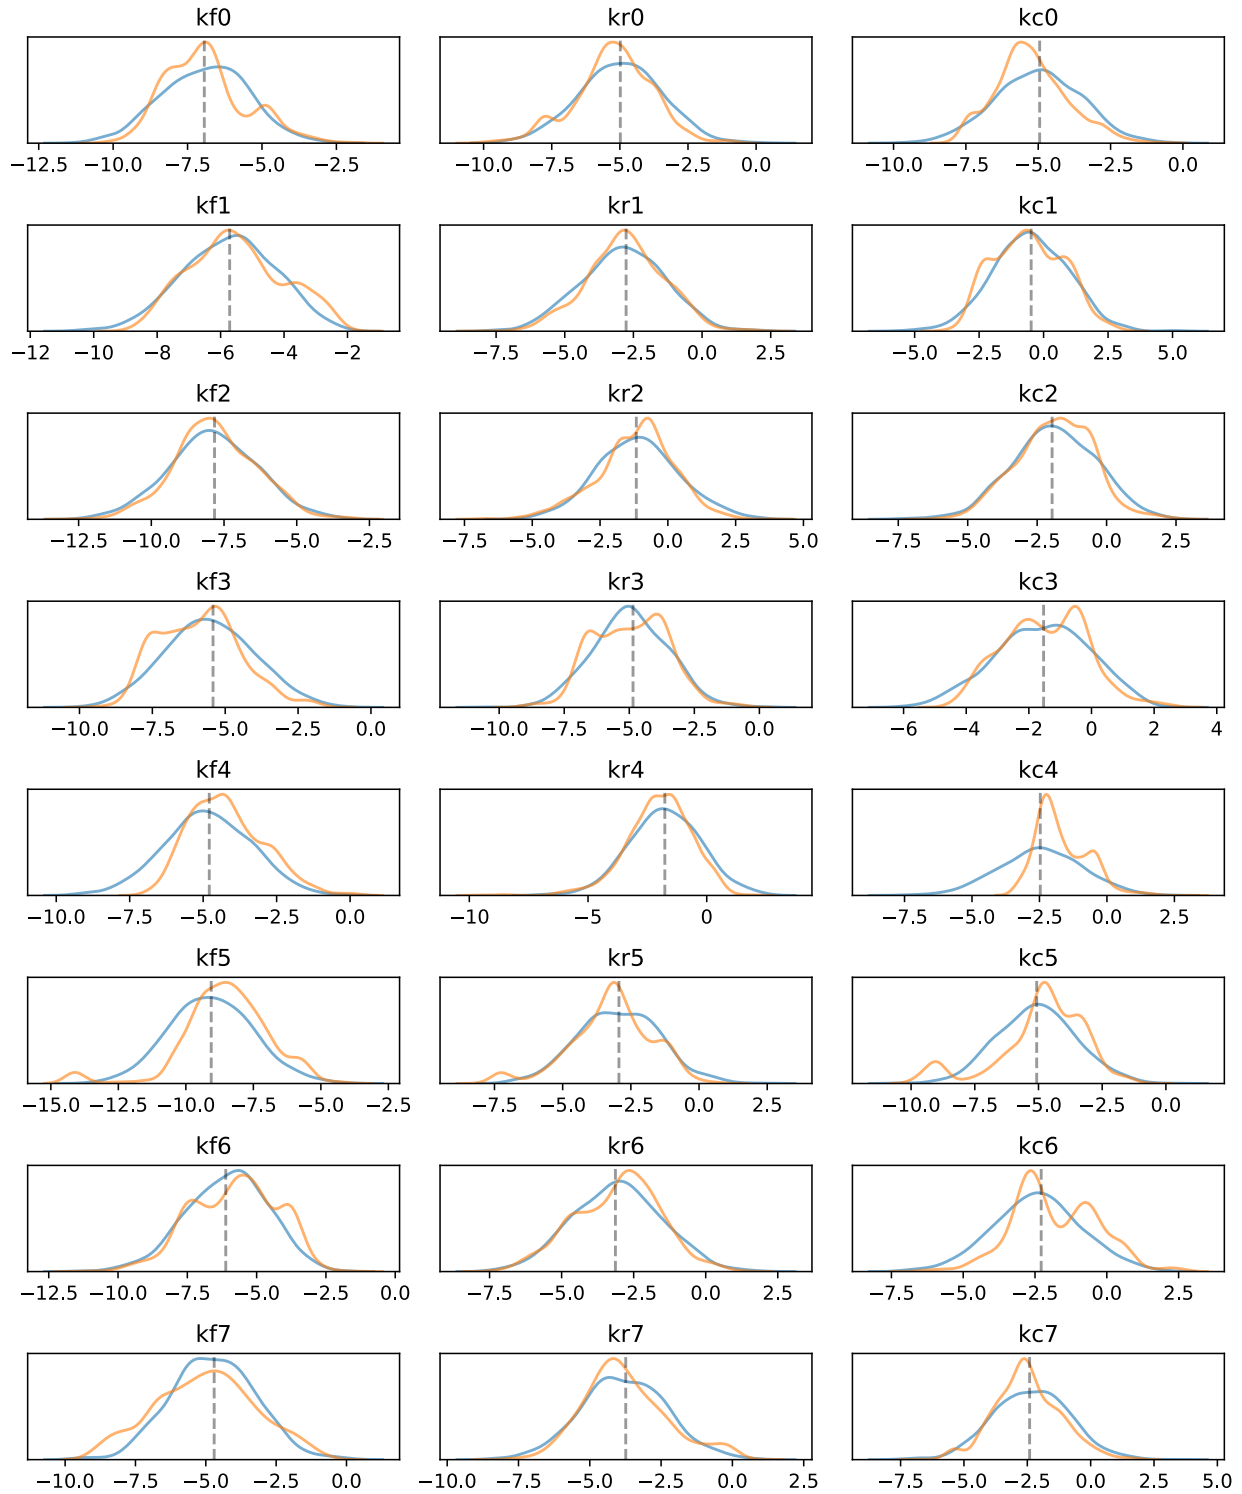 kf0 kr0 kc0
−12.5 −10.0 −7.5 −5.0 −2.5 −10.0 −7.5 −5.0 −2.5 0.0 −10.0 −7.5 −5.0 −2.5 0.0
kf1 kr1 kc1
−12 −10 −8 −6 −4 −2 −7.5 −5.0 −2.5 0.0 2.5 −5.0 −2.5 0.0 2.5 5.0
kf2 kr2 kc2
−12.5 −10.0 −7.5 −5.0 −2.5 −7.5 −5.0 −2.5 0.0 2.5 5.0 −7.5 −5.0 −2.5 0.0 2.5
kf3 kr3 kc3
−10.0 −7.5 −5.0 −2.5 0.0 −10.0 −7.5 −5.0 −2.5 0.0 −6 −4 −2 0 2 4
kf4 kr4 kc4
−10.0 −7.5 −5.0 −2.5 0.0 −10 −5 0 −7.5 −5.0 −2.5 0.0 2.5
kf5 kr5 kc5
−15.0 −12.5 −10.0 −7.5 −5.0 −2.5 −7.5 −5.0 −2.5 0.0 2.5 −10.0 −7.5 −5.0 −2.5 0.0
kf6 kr6 kc6
−12.5 −10.0 −7.5 −5.0 −2.5 0.0 −7.5 −5.0 −2.5 0.0 2.5 −7.5 −5.0 −2.5 0.0 2.5
kf7 kr7 kc7
−10.0 −7.5 −5.0 −2.5 0.0 −10.0 −7.5 −5.0 −2.5 0.0 2.5 −7.5 −5.0 −2.5 0.0 2.5 5.0